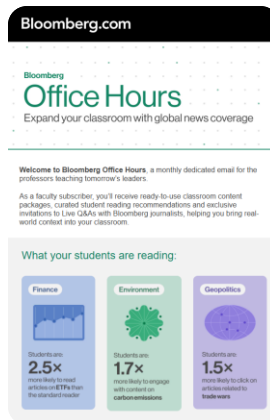 Bloomberg.com
Bloomberg
Office Hours
Expand your classroom with global news coverage
Welcome to Bloomberg Office Hours, a monthly dedicated email for the
professors teaching tomorrow's leaders.
As a faculty subscriber, you'll receive ready-to-use classroom content
packages, curated student reading recommendations and exclusive
invitations to Live Q&As with Bloomberg journalists, helping you bring real-
world context into your classroom.
What your students are reading:
Finance
Students are
2.5×
more likely to read
articles on ETFs than
the standard reader
Environment
Students are:
1.7×
more likely to engage
with content on
carbon emissions
Geopolitics
Students are:
1.5×
more likely to click on
articles related to
trade wars